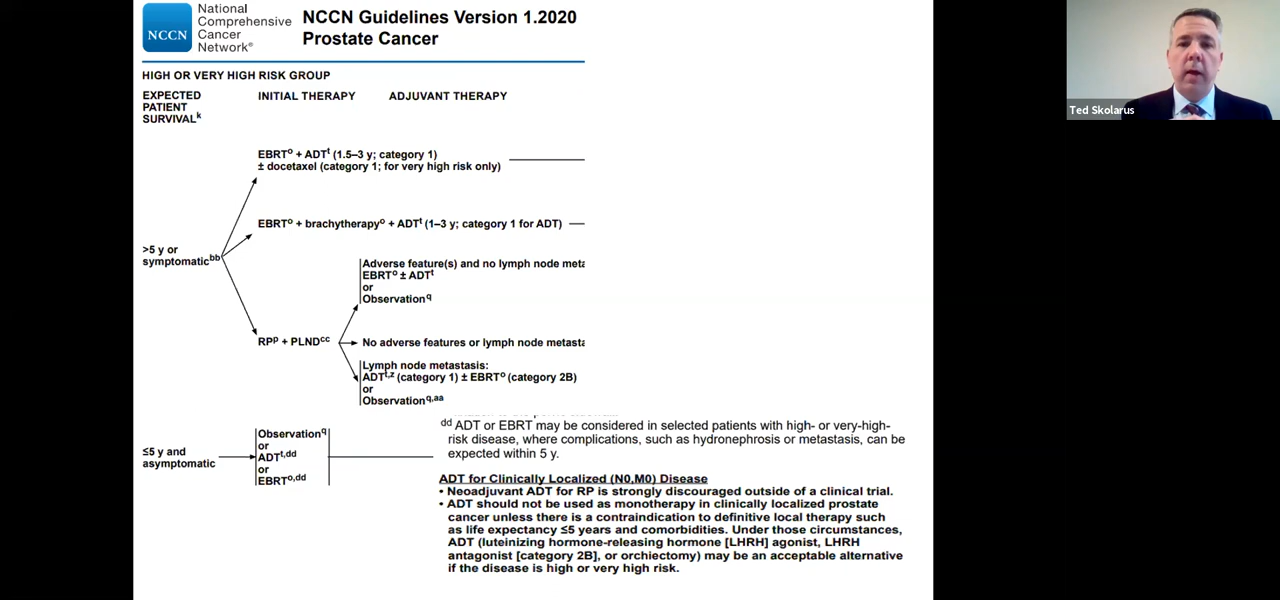 National
Comprehensive
Cancer
Network®
NCCN
NCCN Guidelines Version 1.2020
Prostate Cancer
HIGH OR VERY HIGH RISK GROUP
EXPECTED
PATIENT
SURVIVALk
INITIAL THERAPY
ADJUVANT THERAPY
EBRTo + ADTt (1.5–3 y; category 1)
± docetaxel (category 1; for very high risk only)
EBRTo + brachytherapyo + ADTt (1–3 y; category 1 for ADT)
>5 y or
symptomaticbb
Adverse feature(s) and no lymph node meta
EBRTo ± ADTt
or
Observationq
RPp + PLNDcc
No adverse features or lymph node metasta
Lymph node metastasis:
ADTt,z (category 1) ± EBRTo (category 2B)
or
Observationq,aa
≤5 y and
asymptomatic
Observationq
or
ADTt,dd
or
EBRTo,dd
dd ADT or EBRT may be considered in selected patients with high- or very-high-
risk disease, where complications, such as hydronephrosis or metastasis, can be
expected within 5 y.
ADT for Clinically Localized (N0,M0) Disease
• Neoadjuvant ADT for RP is strongly discouraged outside of a clinical trial.
• ADT should not be used as monotherapy in clinically localized prostate
cancer unless there is a contraindication to definitive local therapy such
as life expectancy ≤5 years and comorbidities. Under those circumstances,
ADT (luteinizing hormone-releasing hormone [LHRH] agonist, LHRH
antagonist [category 2B], or orchiectomy) may be an acceptable alternative
if the disease is high or very high risk.
Ted Skolarus